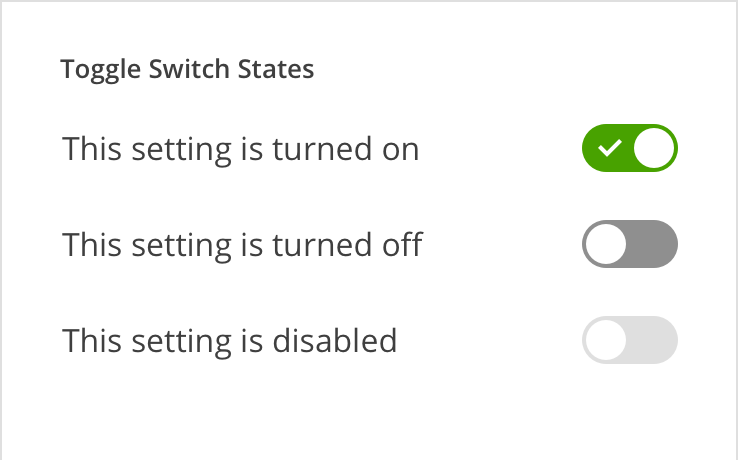 Toggle Switch States
This setting is turned on
This setting is turned off
This setting is disabled